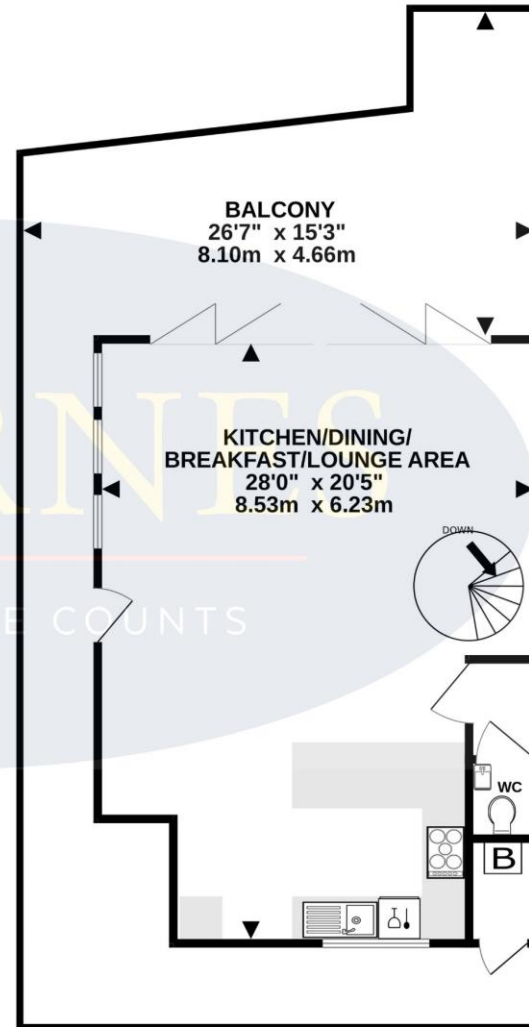 BALCONY
26'7" x 15'3"
8.10m x 4.66m
RNES
KITCHEN/DINING/
BREAKFAST/LOUNGE AREA
28'0" x 20'5"
8.53m x 6.23m
DOWN
E COUNTS
WC
B